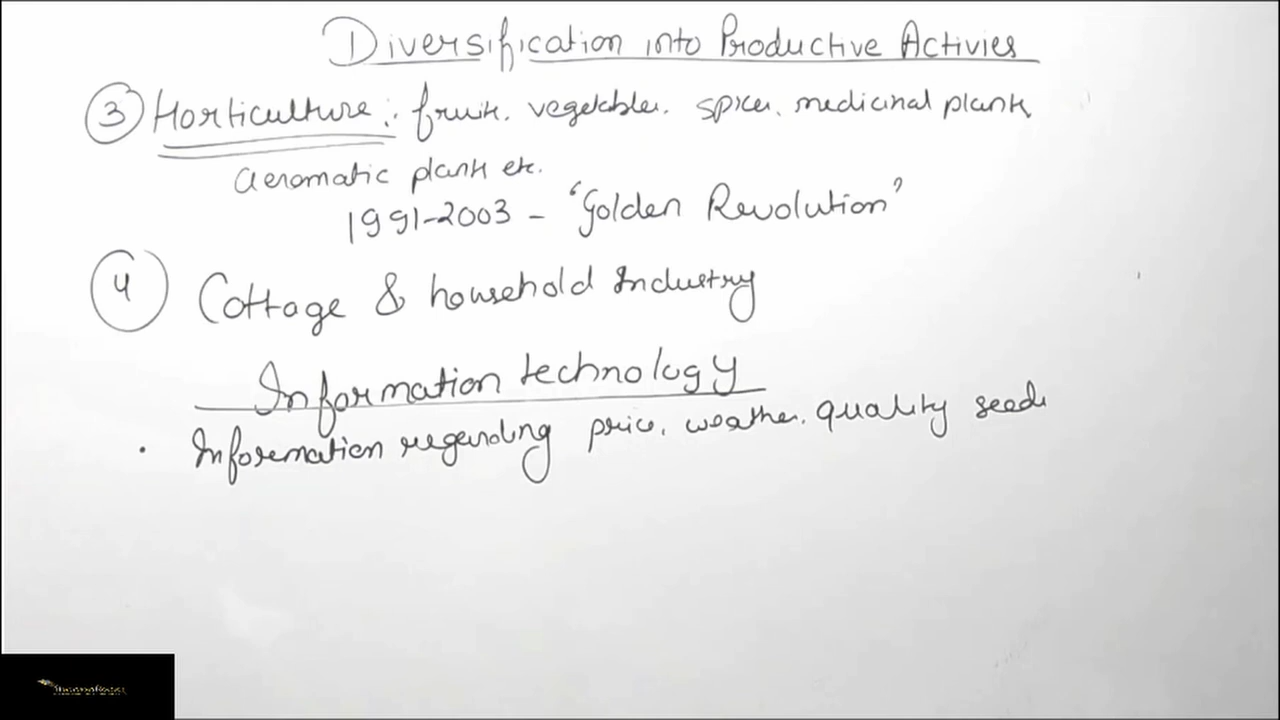 Diversification into Productive Activies
③ Horticulture: fruits, vegetables, spices, medicinal plants,
aeromatic plants etc.
1991-2003 - 'Golden Revolution'
④ Cottage & household Industry
Information technology
• Information regarding price, weather, quality seeds